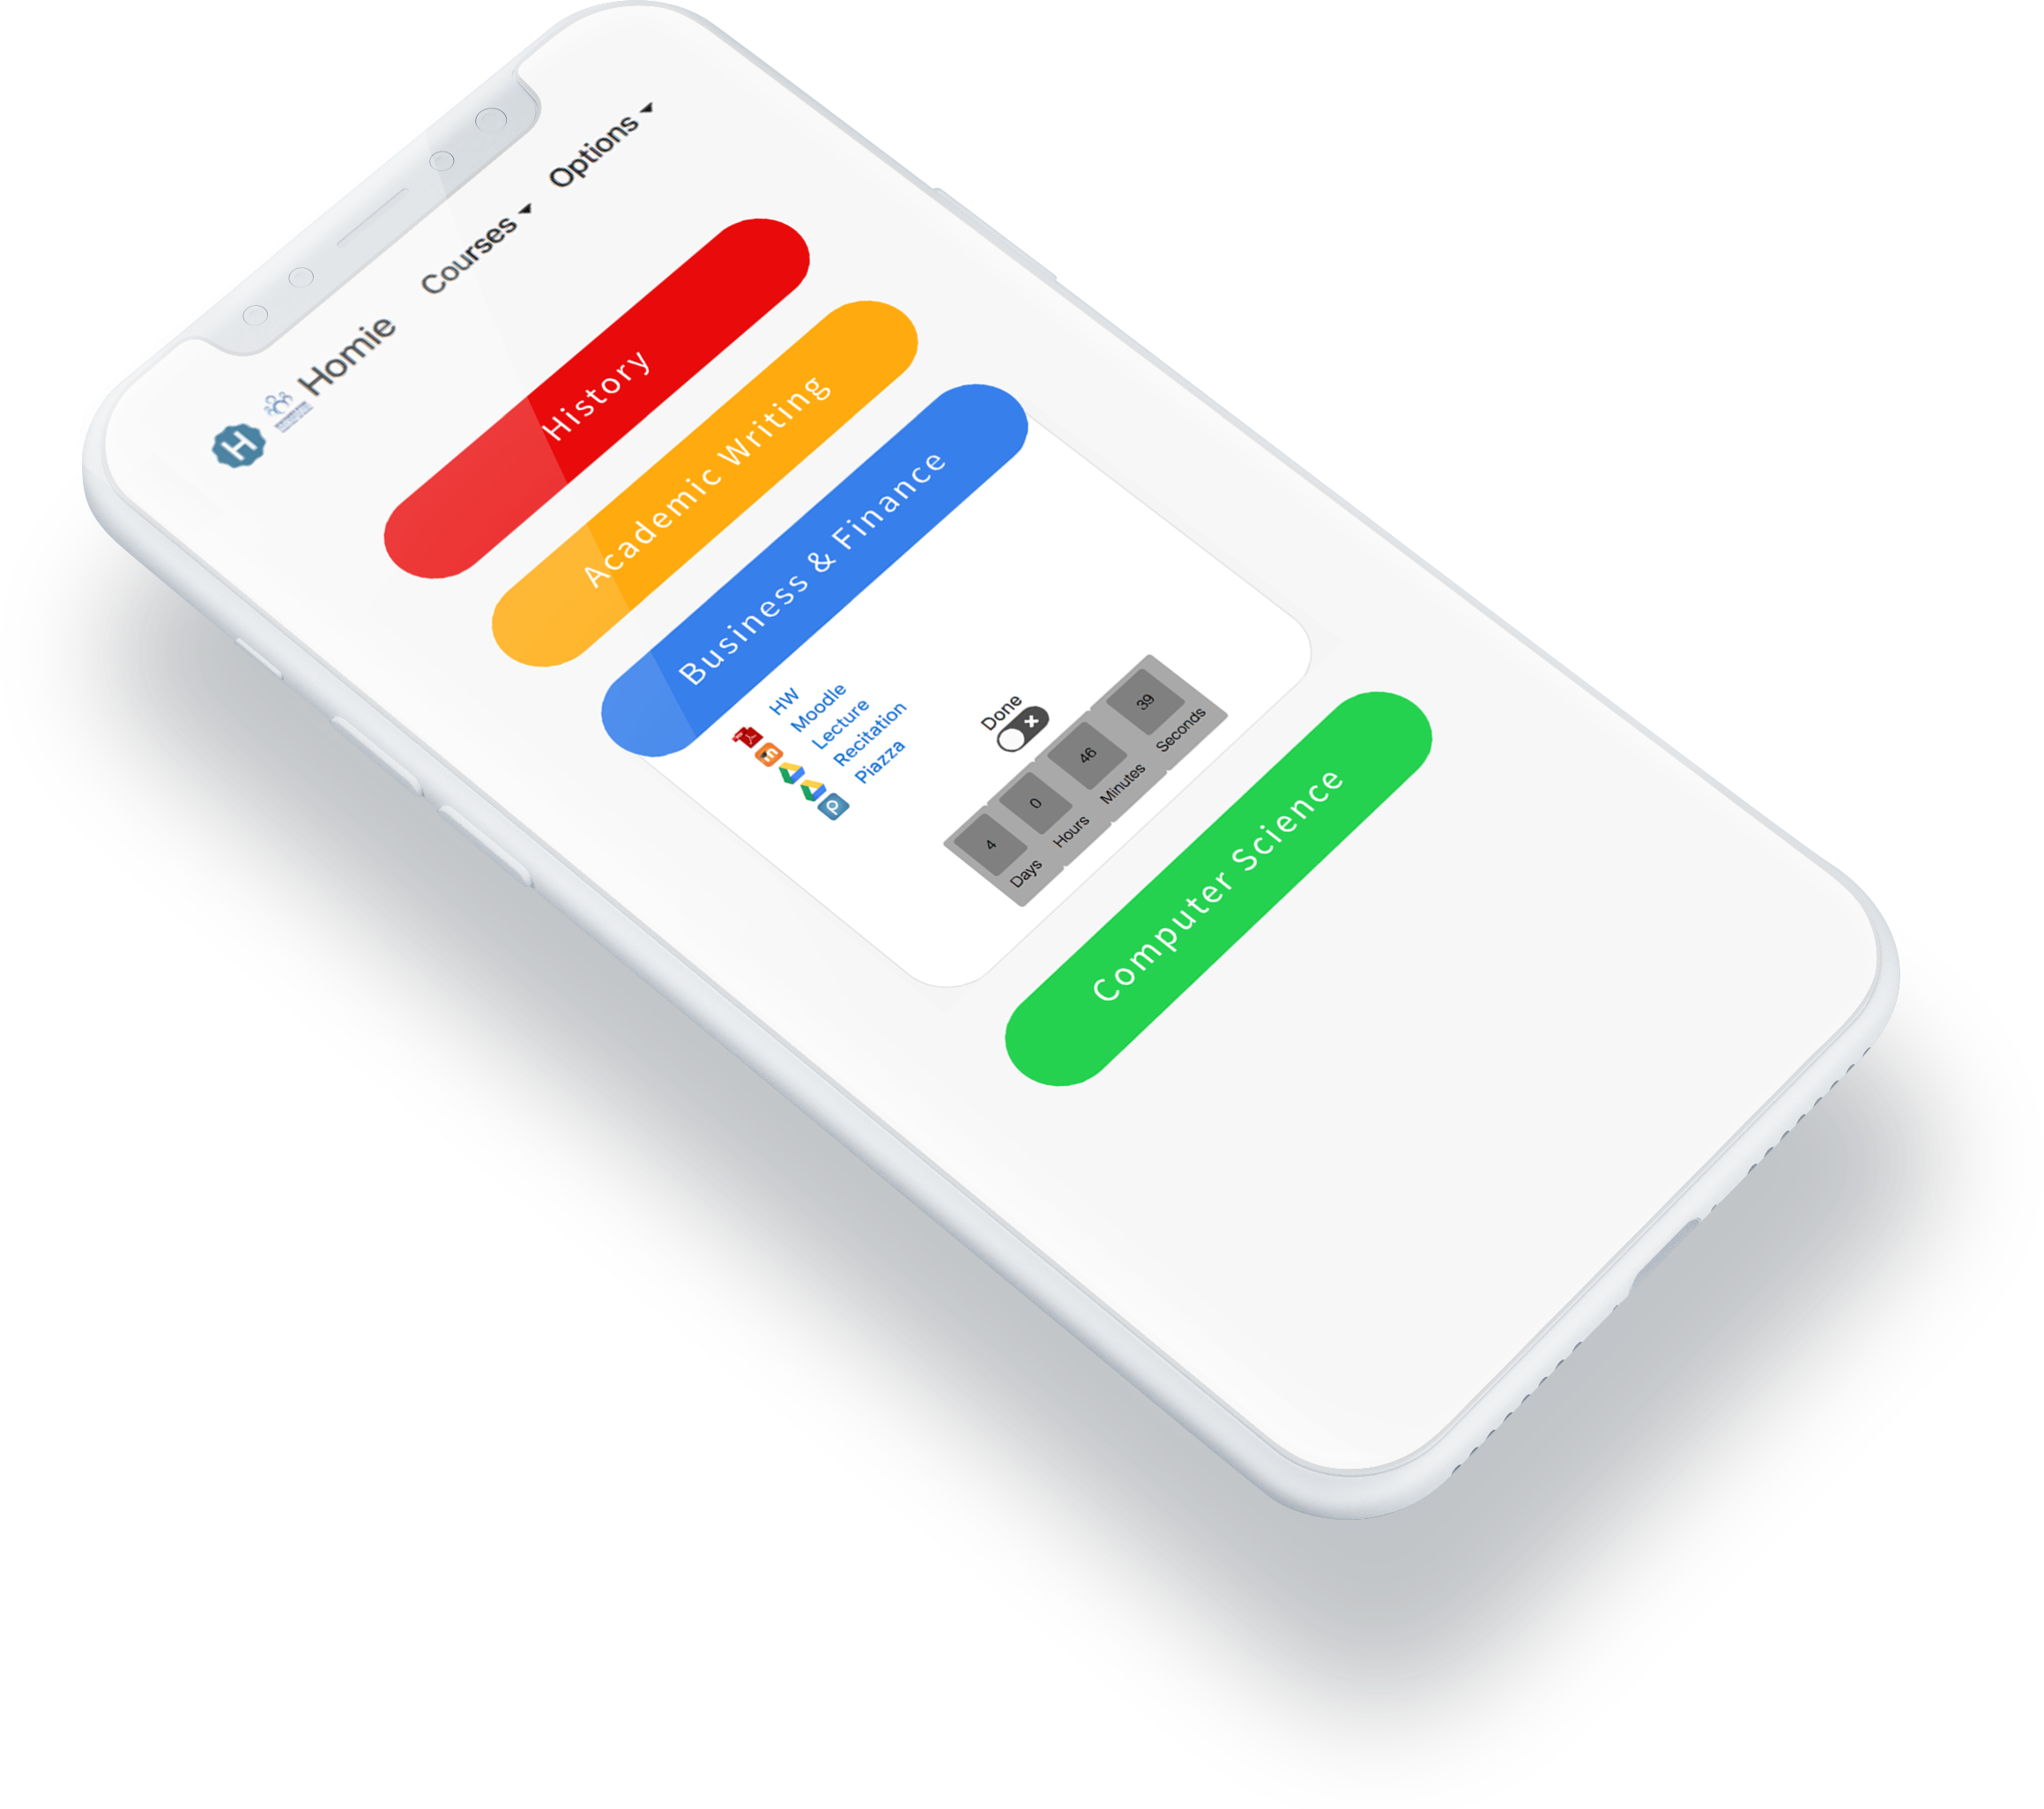 H Homie Courses Options
History
Academic Writing
Business & Finance
HW
Moodle
Lecture
Recitation
Piazza
Done
4 0 46 39
Days Hours Minutes Seconds
Computer Science